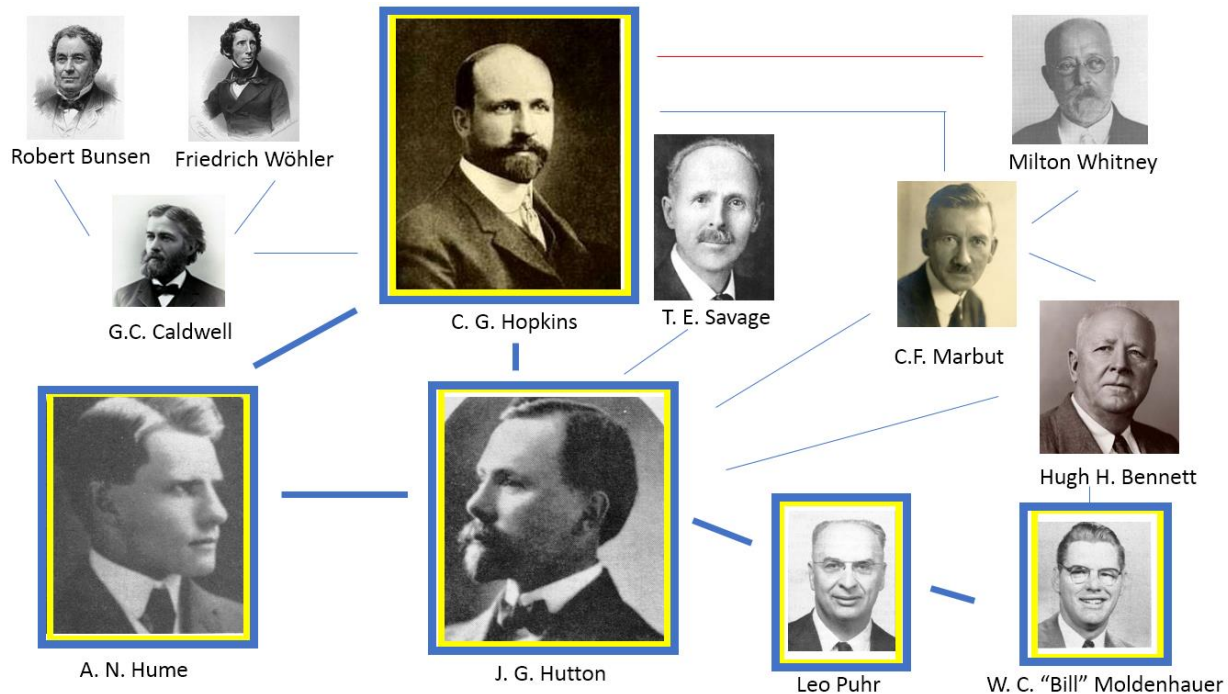 Robert Bunsen
Friedrich Wöhler
Milton Whitney
G.C. Caldwell
C. G. Hopkins
T. E. Savage
C.F. Marbut
Hugh H. Bennett
A. N. Hume
J. G. Hutton
Leo Puhr
W. C. “Bill” Moldenhauer